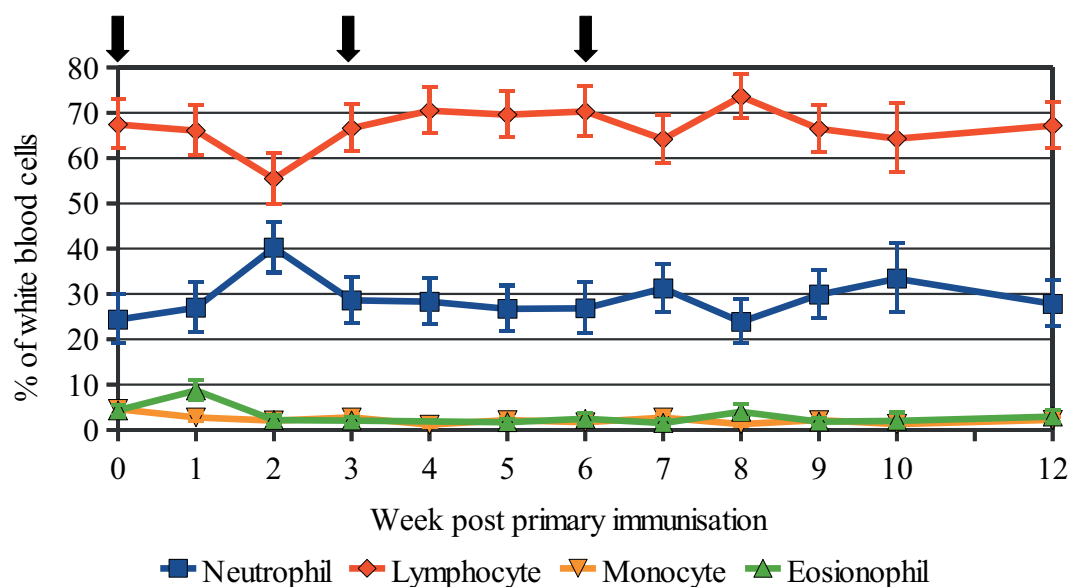 80
70
60
50
40
30
20
10
0
% of white blood cells
0 1 2 3 4 5 6 7 8 9 10 12
Week post primary immunisation
Neutrophil Lymphocyte Monocyte Eosionophil